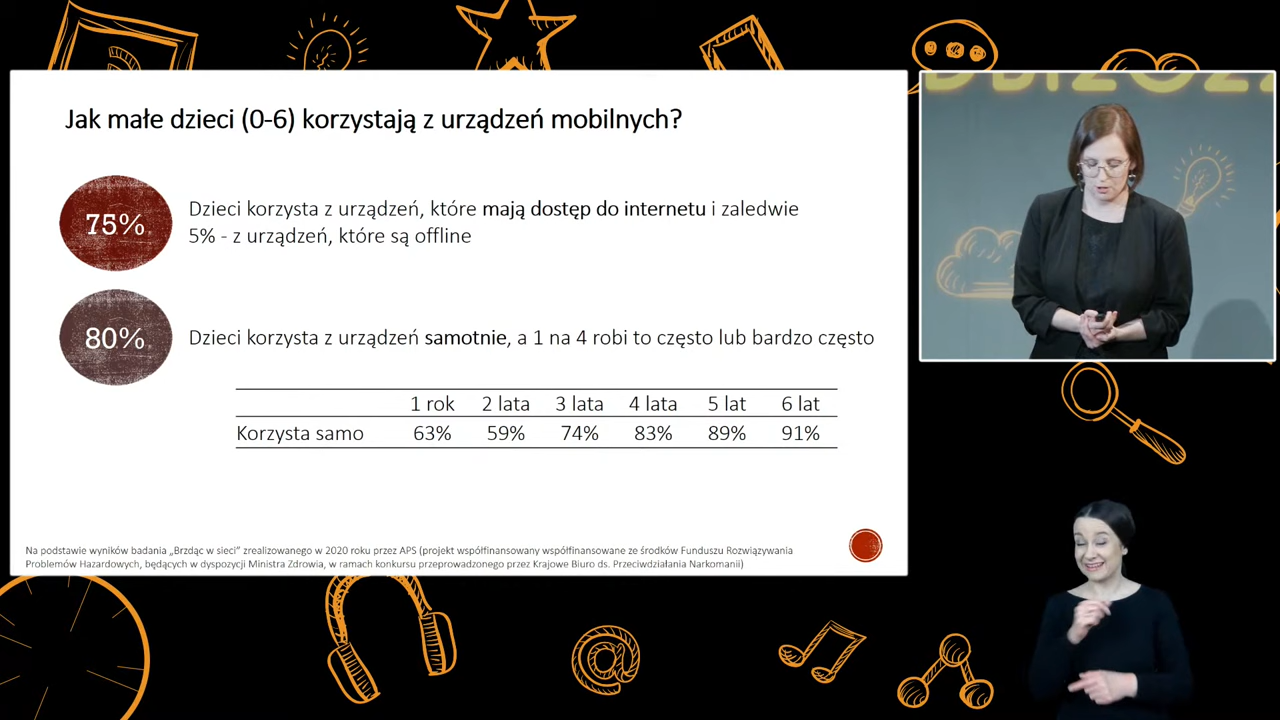 Jak małe dzieci (0-6) korzystają z urządzeń mobilnych?
75%
Dzieci korzysta z urządzeń, które mają dostęp do internetu i zaledwie
5% - z urządzeń, które są offline
80%
Dzieci korzysta z urządzeń samotnie, a 1 na 4 robi to często lub bardzo często
1 rok 2 lata 3 lata 4 lata 5 lat 6 lat
Korzysta samo 63% 59% 74% 83% 89% 91%
Na podstawie wyników badania „Brzdąc w sieci” zrealizowanego w 2020 roku przez APS (projekt współfinansowany współfinansowane ze środków Funduszu Rozwiązywania
Problemów Hazardowych, będących w dyspozycji Ministra Zdrowia, w ramach konkursu przeprowadzonego przez Krajowe Biuro ds. Przeciwdziałania Narkomanii)